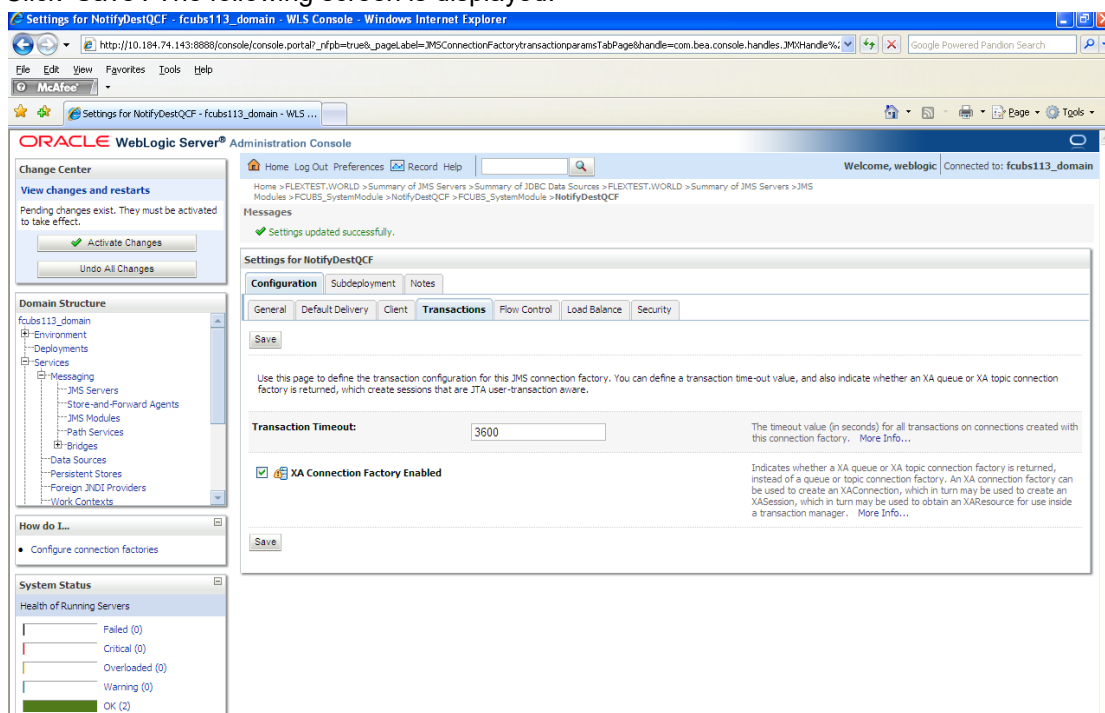 Click 'Save'. The following screen is displayed.
Settings for NotifyDestQCF - fcubs113_domain - WLS Console - Windows Internet Explorer
http://10.184.74.143:8888/console/console.portal?_nfpb=true&_pageLabel=JMSConnectionFactorytransactionparamsTabPage&handle=com.bea.console.handles.JMXHandle%
Google Powered Pandion Search
File Edit View Favorites Tools Help
McAfee
Settings for NotifyDestQCF - fcubs113_domain - WLS ...
Page Tools
ORACLE WebLogic Server® Administration Console
Change Center
View changes and restarts
Pending changes exist. They must be activated
to take effect.
Activate Changes
Undo All Changes
Domain Structure
fcubs113_domain
Environment
Deployments
Services
Messaging
JMS Servers
Store-and-Forward Agents
JMS Modules
Path Services
Bridges
Data Sources
Persistent Stores
Foreign JNDI Providers
Work Contexts
How do I...
Configure connection factories
System Status
Health of Running Servers
Failed (0)
Critical (0)
Overloaded (0)
Warning (0)
OK (2)
Home Log Out Preferences Record Help
Welcome, weblogic Connected to: fcubs113_domain
Home >FLEXTEST.WORLD >Summary of JMS Servers >Summary of JDBC Data Sources >FLEXTEST.WORLD >Summary of JMS Servers >JMS
Modules >FCUBS_SystemModule >NotifyDestQCF >FCUBS_SystemModule >NotifyDestQCF
Messages
Settings updated successfully.
Settings for NotifyDestQCF
Configuration Subdeployment Notes
General Default Delivery Client Transactions Flow Control Load Balance Security
Save
Use this page to define the transaction configuration for this JMS connection factory. You can define a transaction time-out value, and also indicate whether an XA queue or XA topic connection
factory is returned, which create sessions that are JTA user-transaction aware.
Transaction Timeout: 3600
The timeout value (in seconds) for all transactions on connections created with
this connection factory. More Info...
XA Connection Factory Enabled
Indicates whether a XA queue or XA topic connection factory is returned,
instead of a queue or topic connection factory. An XA connection factory can
be used to create an XAConnection, which in turn may be used to create an
XASession, which in turn may be used to obtain an XAResource for use inside
a transaction manager. More Info...
Save